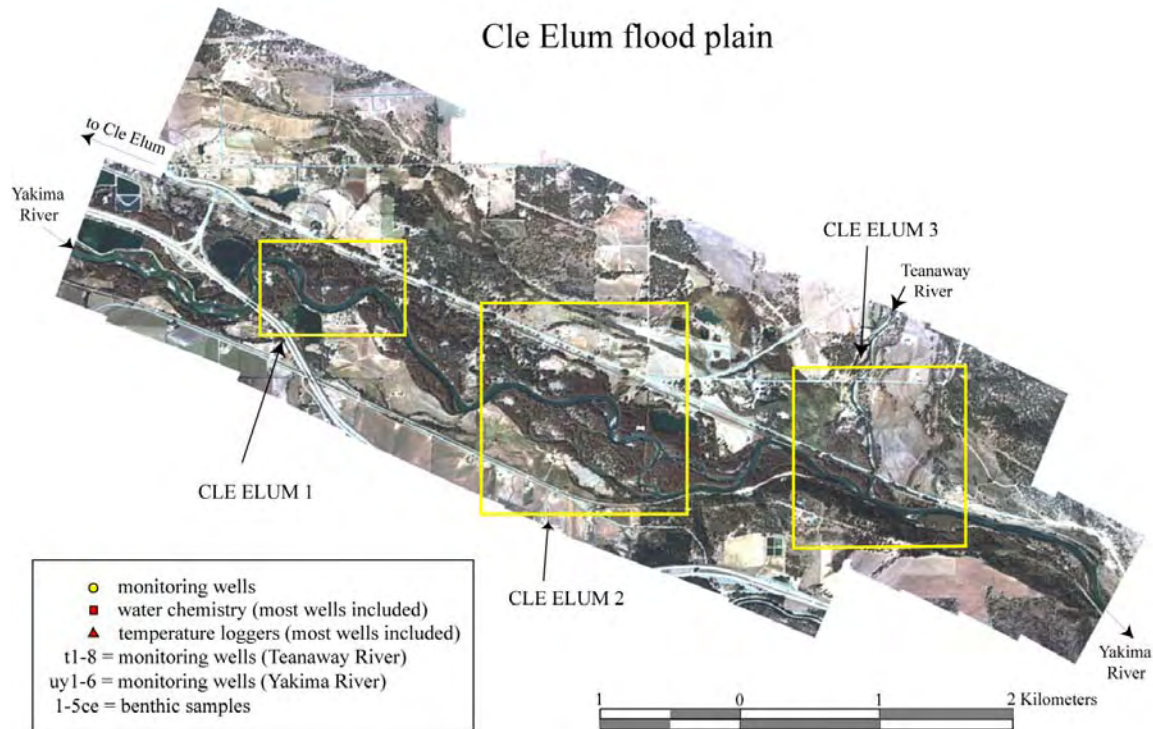 Cle Elum flood plain
to Cle Elum
Yakima
River
CLE ELUM 3
Teanaway
River
CLE ELUM 1
CLE ELUM 2
Yakima
River
monitoring wells
water chemistry (most wells included)
temperature loggers (most wells included)
t1-8 = monitoring wells (Teanaway River)
uy1-6 = monitoring wells (Yakima River)
1-5ce = benthic samples
1 0 1 2 Kilometers